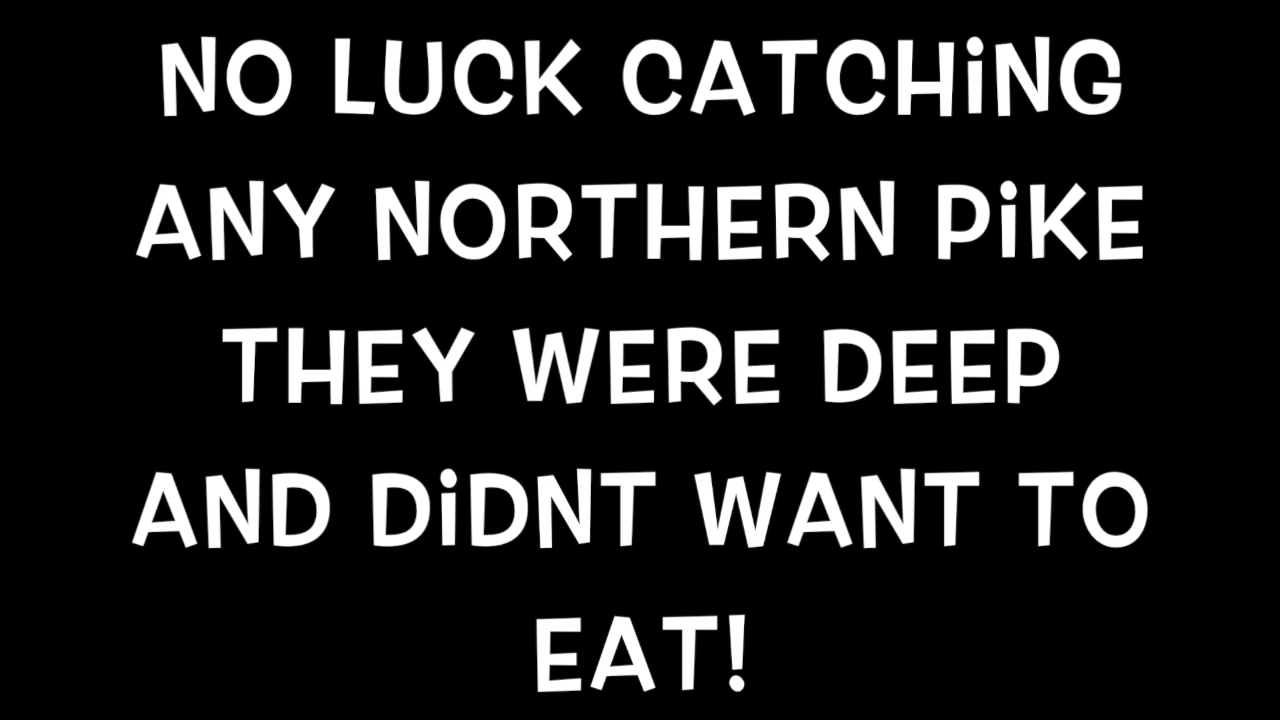 NO LUCK CATCHiNG
ANY NORTHERN PiKE
THEY WERE DEEP
AND DiDNT WANT TO
EAT!